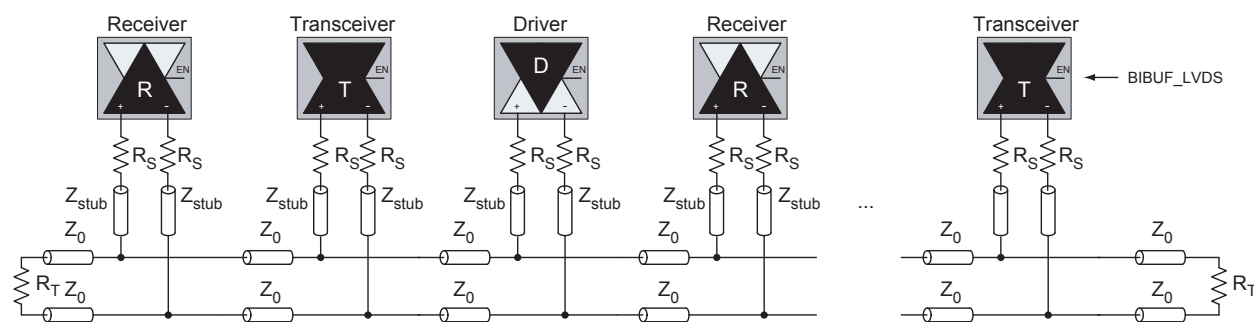 Receiver Transceiver Driver Receiver Transceiver
EN EN D EN EN EN
R T R T BIBUF_LVDS
+ - + - + - + - + -
RS RS RS RS RS RS RS RS RS RS
Zstub Zstub Zstub Zstub Zstub Zstub Zstub Zstub
...
Z0 Z0 Z0 Z0 Z0 Z0
RT RT
Z0 Z0 Z0 Z0 Z0 Z0